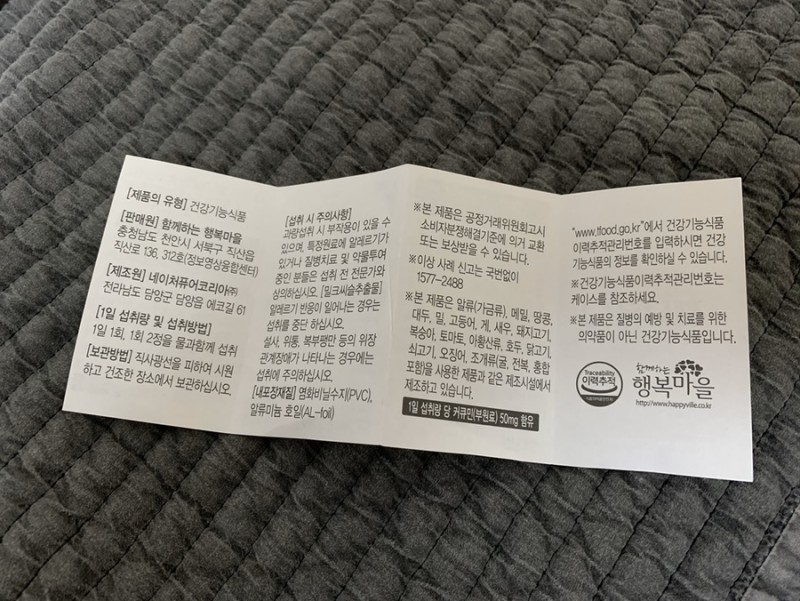 [제품의 유형] 건강기능식품
[판매원] 함께하는 행복마을
충청남도 천안시 서북구 직산읍
직산로 136, 312호(정보영상융합센터)
[제조원] 네이처퓨어코리아㈜
전라남도 담양군 담양읍 에코길 61
[1일 섭취량 및 섭취방법]
1일 1회, 1회 2정을 물과함께 섭취
[보관방법] 직사광선을 피하여 시원
하고 건조한 장소에서 보관하십시오.
[섭취 시 주의사항]
과량섭취 시 부작용이 있을 수
있으며, 특정원료에 알레르기가
있거나 질병치료 및 약물투여
중인 분들은 섭취 전 전문가와
상의하십시오. [밀크씨슬추출물]
알레르기 반응이 일어나는 경우는
섭취를 중단 하십시오.
설사, 위통, 복부팽만 등의 위장
관계장애가 나타나는 경우에는
섭취에 주의하십시오.
[내포장재질] 염화비닐수지(PVC),
알류미늄 호일(AL-foil)
※본 제품은 공정거래위원회고시
소비자분쟁해결기준에 의거 교환
또는 보상받을 수 있습니다.
※이상 사례 신고는 국번없이
1577-2488
※본 제품은 알류(가금류), 메밀, 땅콩,
대두, 밀, 고등어, 게, 새우, 돼지고기,
복숭아, 토마토, 아황산류, 호두, 닭고기,
쇠고기, 오징어, 조개류(굴, 전복, 홍합
포함)을 사용한 제품과 같은 제조시설에서
제조하고 있습니다.
1일 섭취량 당 커큐민(부원료) 50mg 함유
"www.tfood.go.kr"에서 건강기능식품
이력추적관리번호를 입력하시면 건강
기능식품의 정보를 확인하실 수 있습니다.
※건강기능식품이력추적관리번호는
케이스를 참조하세요.
※본 제품은 질병의 예방 및 치료를 위한
의약품이 아닌 건강기능식품입니다.
Traceability
이력추적
함께하는
행복마을
http://www.happyville.co.kr